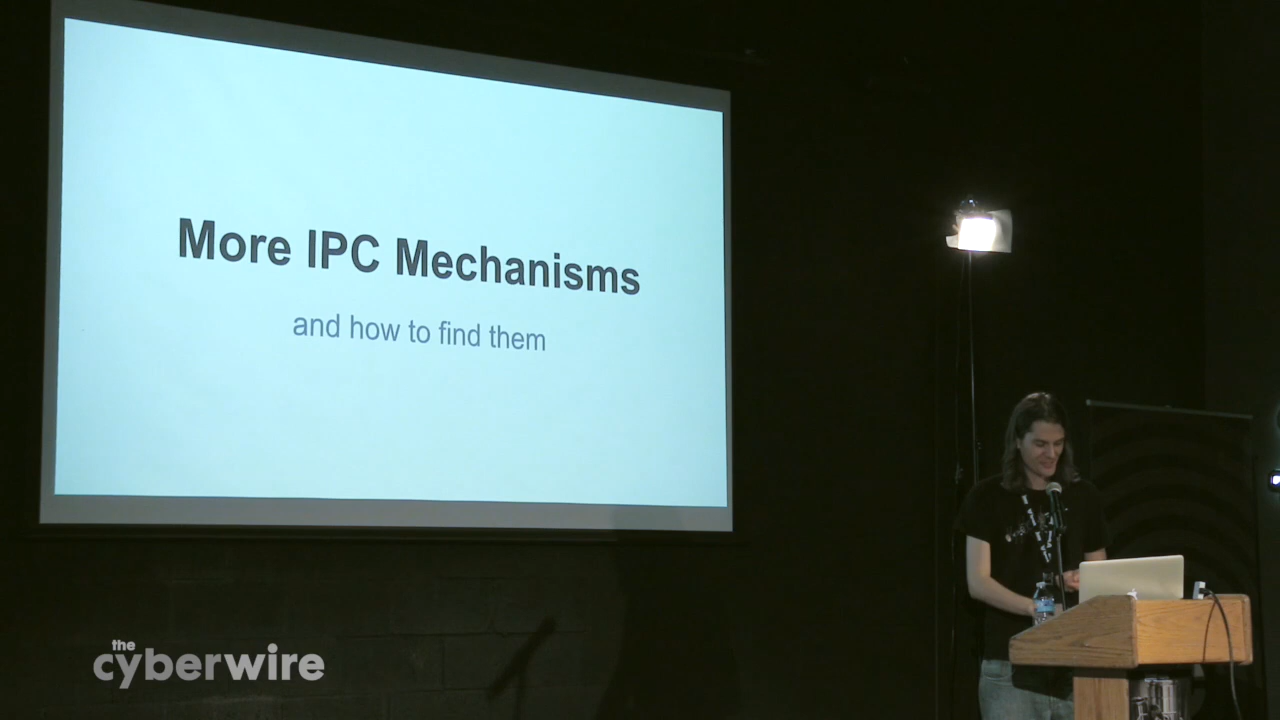 More IPC Mechanisms
and how to find them
the
cyberwire